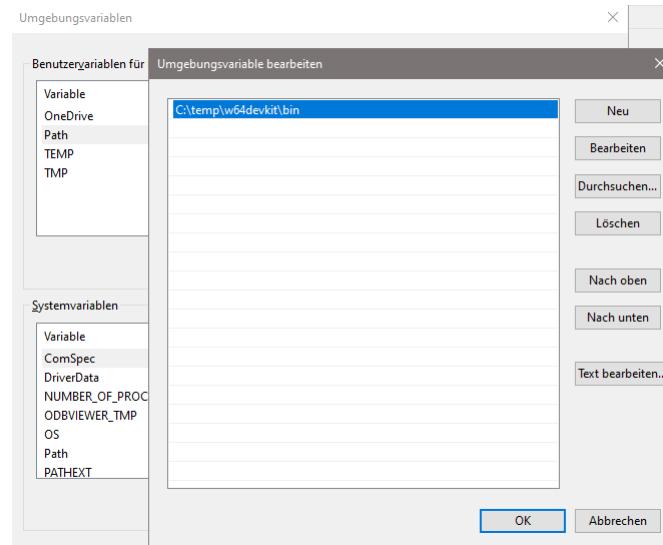 Umgebungsvariablen
Benutzervariablen für
Variable
OneDrive
Path
TEMP
TMP
Systemvariablen
Variable
ComSpec
DriverData
NUMBER_OF_PROC
ODBVIEWER_TMP
OS
Path
PATHEXT
Umgebungsvariable bearbeiten
C:\temp\w64devkit\bin
Neu
Bearbeiten
Durchsuchen...
Löschen
Nach oben
Nach unten
Text bearbeiten..
OK
Abbrechen